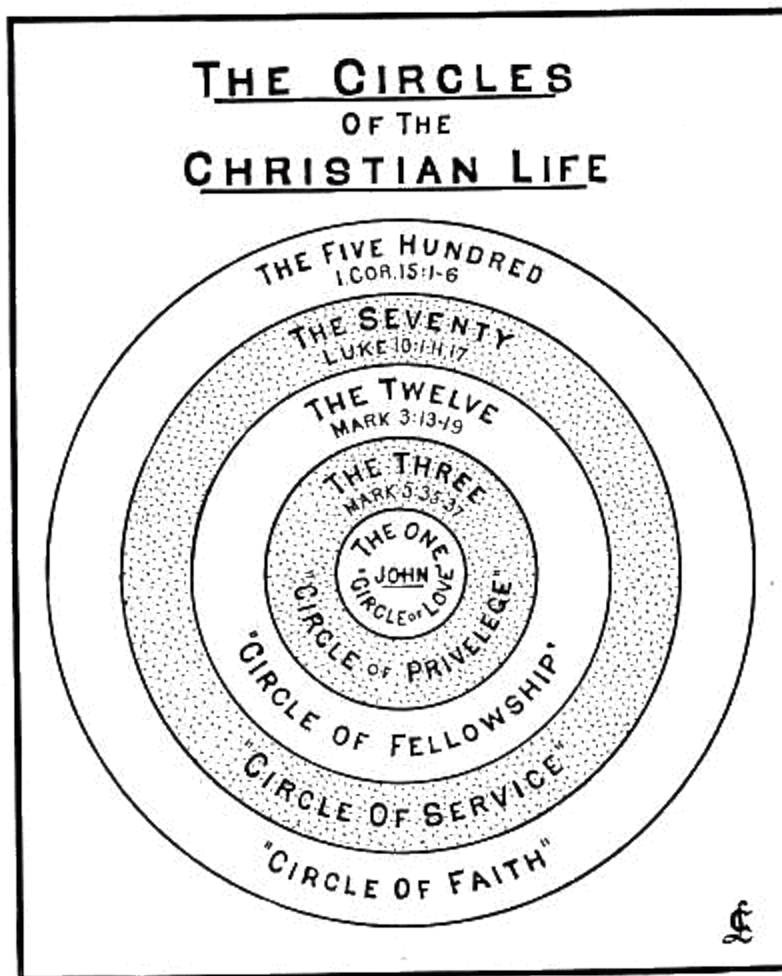 THE CIRCLES
OF THE
CHRISTIAN LIFE
THE FIVE HUNDRED
I.COR.15:1-6
THE SEVENTY
LUKE 10:1-11,17
THE TWELVE
MARK 3:13-19
THE THREE
MARK 5:35-37
THE ONE
JOHN
"CIRCLE OF LOVE"
"CIRCLE OF PRIVELEGE"
"CIRCLE OF FELLOWSHIP"
"CIRCLE OF SERVICE"
"CIRCLE OF FAITH"